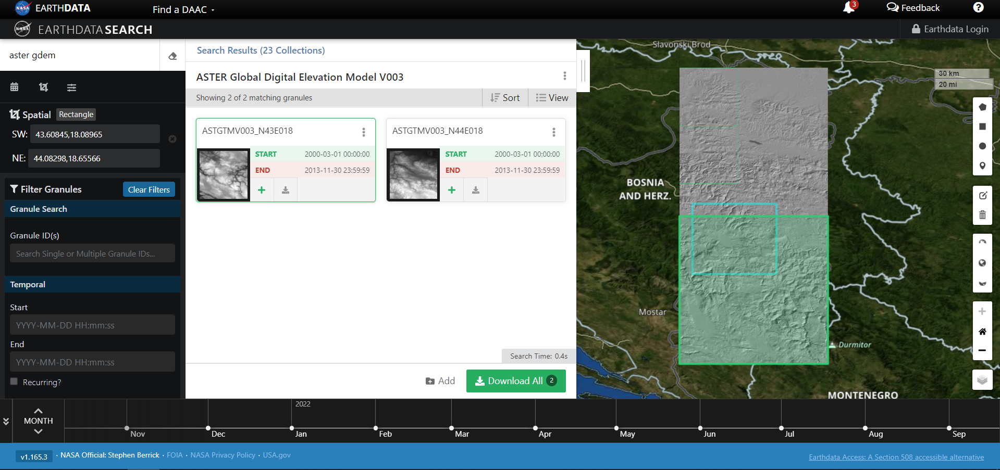 NASA EARTHDATA
Find a DAAC
3
Feedback
?
NASA EARTHDATA SEARCH
Earthdata Login
aster gdem
Spatial Rectangle
SW: 43.60845,18.08965
NE: 44.08298,18.65566
Filter Granules
Clear Filters
Granule Search
Granule ID(s)
Search Single or Multiple Granule IDs...
Temporal
Start
YYYY-MM-DD HH:mm:ss
End
YYYY-MM-DD HH:mm:ss
Recurring?
Search Results (23 Collections)
ASTER Global Digital Elevation Model V003
Showing 2 of 2 matching granules
Sort
View
ASTGTMV003_N43E018
START 2000-03-01 00:00:00
END 2013-11-30 23:59:59
ASTGTMV003_N44E018
START 2000-03-01 00:00:00
END 2013-11-30 23:59:59
Search Time: 0.4s
Add
Download All 2
Slavonski Brod
30 km
20 mi
BOSNIA
AND HERZ.
Mostar
Durmitor
MONTENEGRO
MONTH
2022
Nov
Dec
Jan
Feb
Mar
Apr
May
Jun
Jul
Aug
Sep
v1.165.3 · NASA Official: Stephen Berrick · FOIA · NASA Privacy Policy · USA.gov
Earthdata Access: A Section 508 accessible alternative